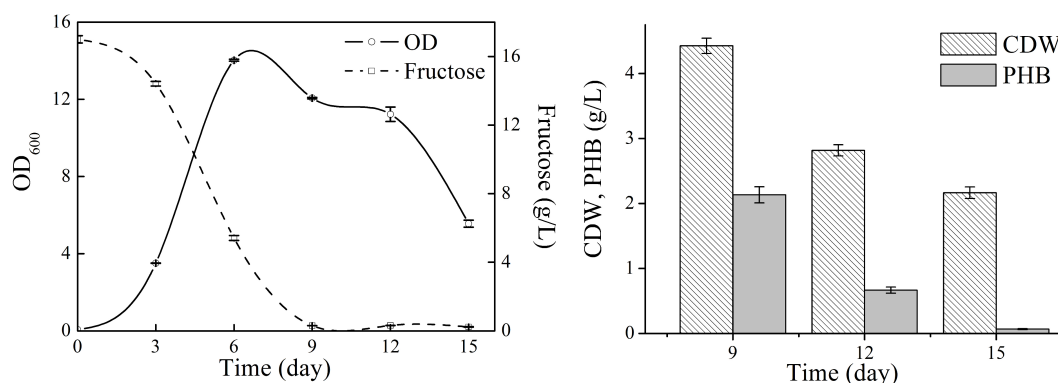 16
12
8
4
0
OD600
OD
Fructose
16
12
8
4
0
Fructose (g/L)
0 3 6 9 12 15
Time (day)
4
3
2
1
0
CDW, PHB (g/L)
CDW
PHB
9 12 15
Time (day)